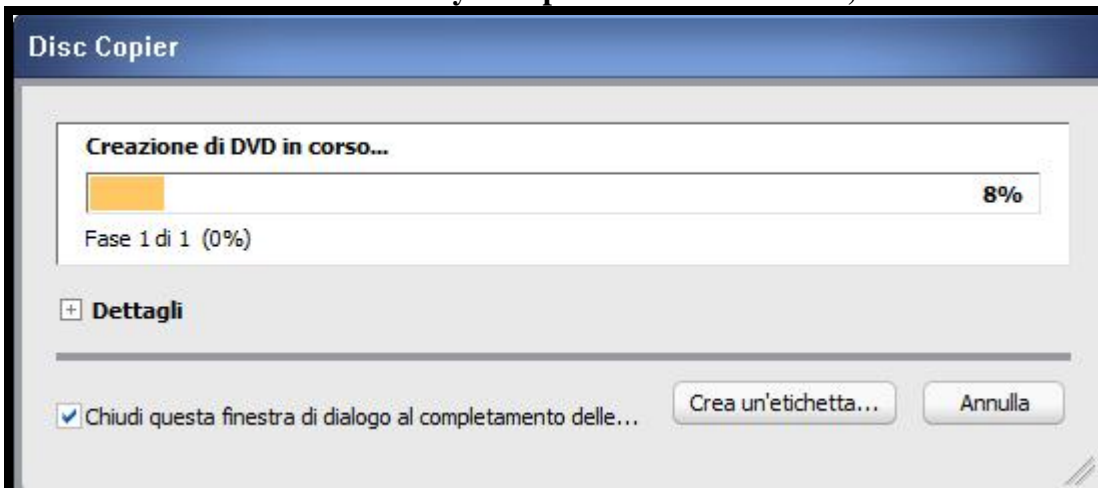 Disc Copier
Creazione di DVD in corso...
8%
Fase 1 di 1 (0%)
Dettagli
Chiudi questa finestra di dialogo al completamento delle...
Crea un'etichetta...
Annulla